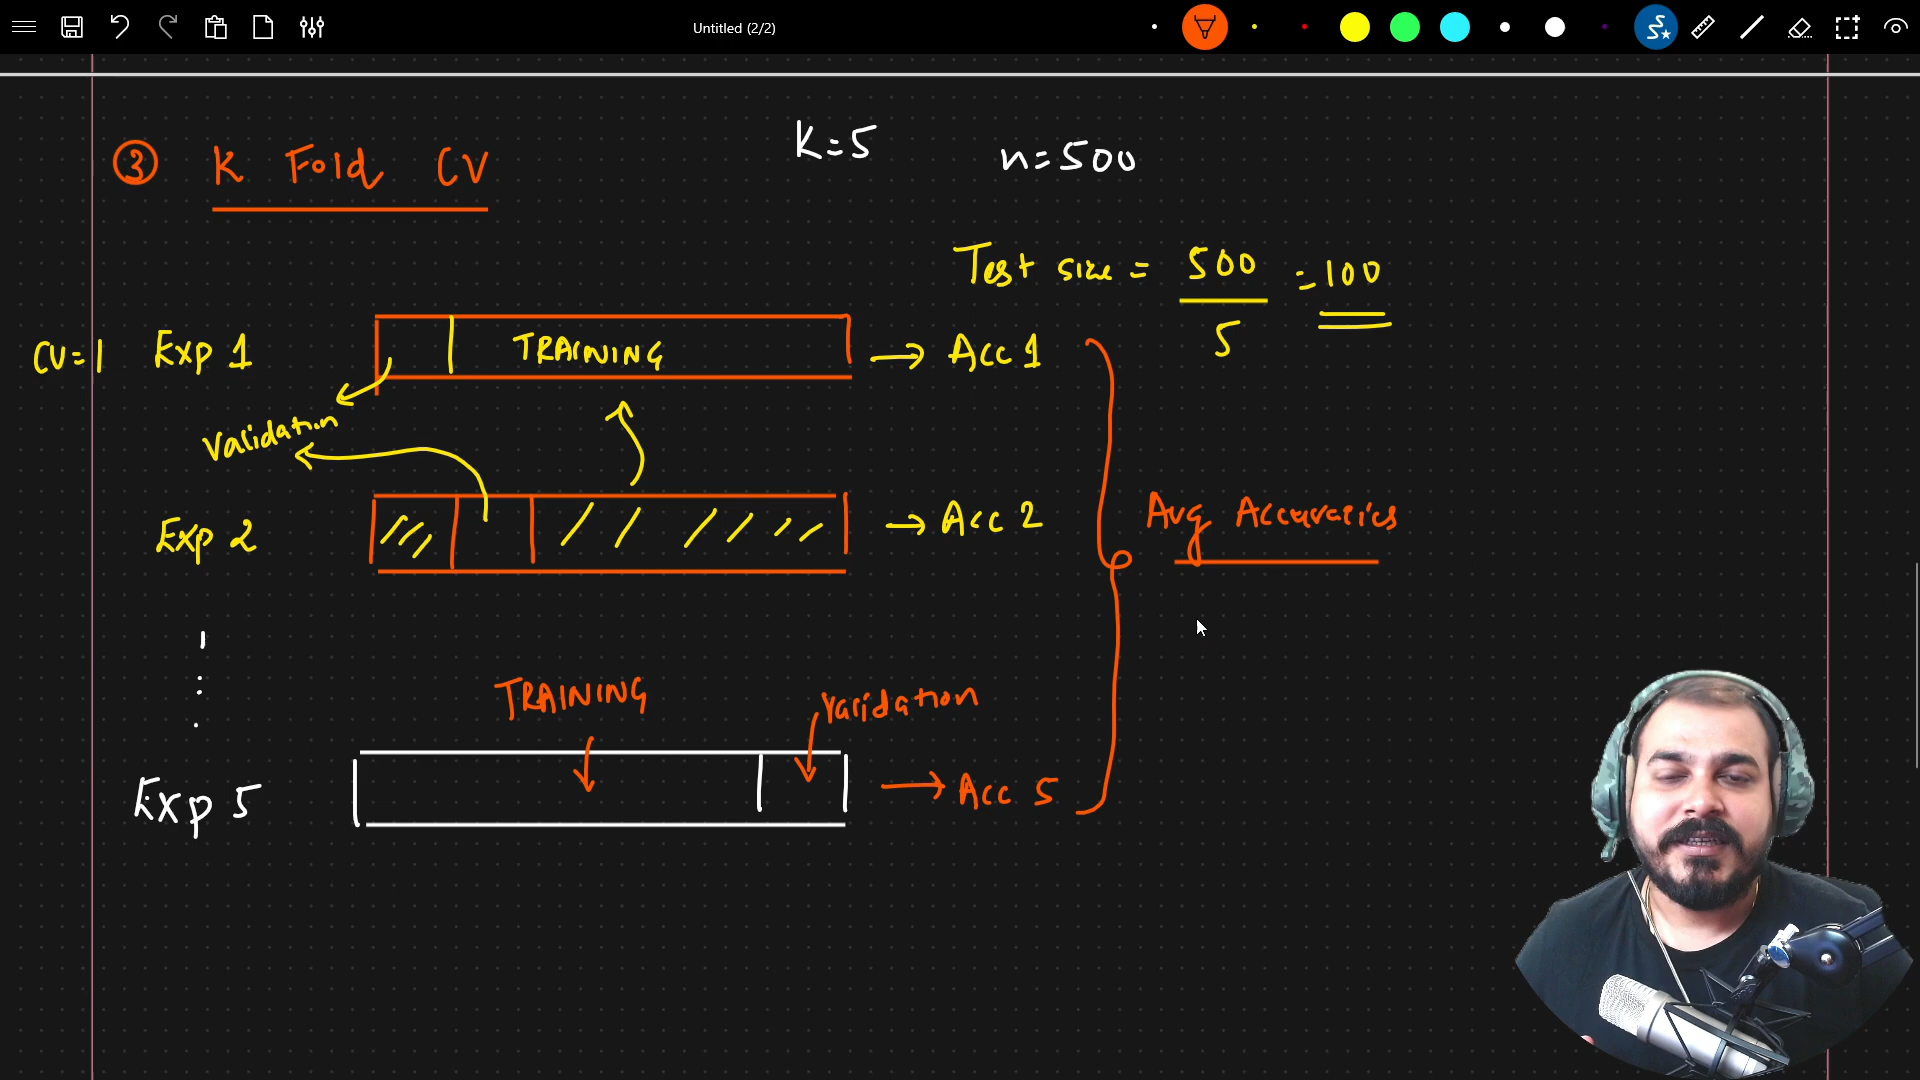 Untitled (2/2)
③ K Fold CV
K=5
n=500
Test size = 500/5 =100
CV=1 Exp 1 TRAINING → Acc 1
Validation
Exp 2 → Acc 2
Avg Accuracies
TRAINING
Validation
Exp 5 → Acc 5